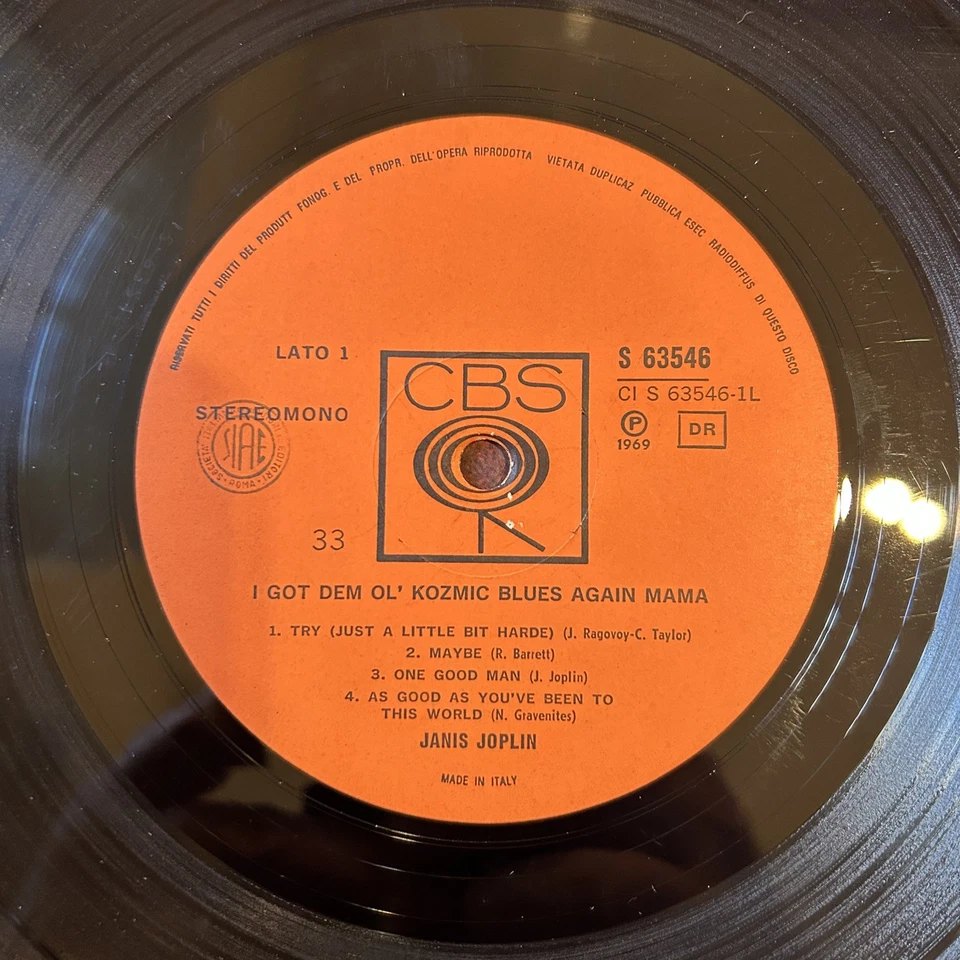 RISERVATI TUTTI I DIRITTI DEL PRODUTT FONOG. E DEL PROPR. DELL'OPERA RIPRODOTTA VIETATA DUPLICAZ PUBBLICA ESEC RADIODIFFUS DI QUESTO DISCO
LATO 1
STEREOMONO
SIAE
ROMA
33
CBS
S 63546
CI S 63546-1L
P
1969
DR
I GOT DEM OL' KOZMIC BLUES AGAIN MAMA
1. TRY (JUST A LITTLE BIT HARDE) (J. Ragovoy-C. Taylor)
2. MAYBE (R. Barrett)
3. ONE GOOD MAN (J. Joplin)
4. AS GOOD AS YOU'VE BEEN TO
THIS WORLD (N. Gravenites)
JANIS JOPLIN
MADE IN ITALY